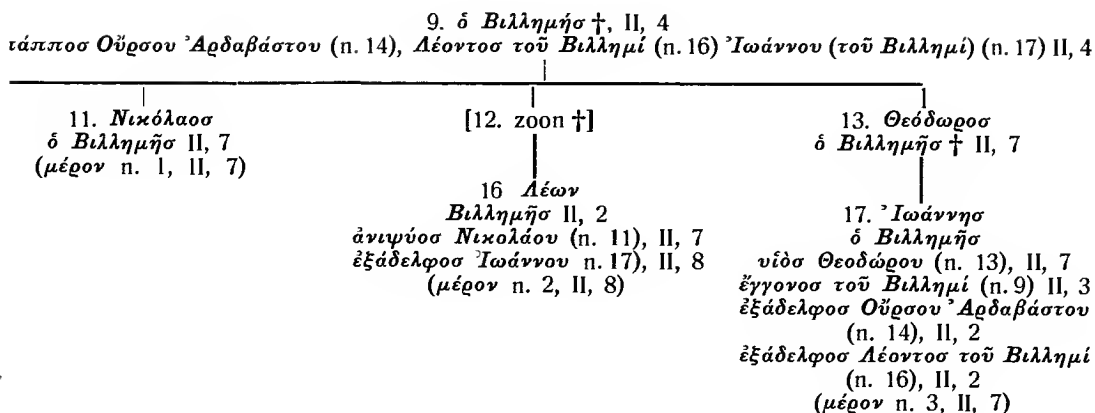 9. ὁ Βιλλημήσ †, II, 4
τάπποσ Οὔρσου Ἀρδαβάστου (n. 14), Λέοντοσ τοῦ Βιλλημί (n. 16) Ἰωάννου (τοῦ Βιλλημί) (n. 17) II, 4
11. Νικόλαοσ
ὁ Βιλλημῆσ II, 7
(μέρον n. 1, II, 7)
[12. zoon †]
16 Λέων
Βιλλημῆσ II, 2
ἀνιψύοσ Νικολάου (n. 11), II, 7
ἐξάδελφοσ Ἰωάννου n. 17), II, 8
(μέρον n. 2, II, 8)
13. Θεόδωροσ
ὁ Βιλλημῆσ † II, 7
17. Ἰωάννησ
ὁ Βιλλημῆσ
υἱὸσ Θεοδώρου (n. 13), II, 7
ἔγγονοσ τοῦ Βιλλημί (n. 9) II, 3
ἐξάδελφοσ Οὔρσου Ἀρδαβάστου
(n. 14), II, 2
ἐξάδελφοσ Λέοντοσ τοῦ Βιλλημί
(n. 16), II, 2
(μέρον n. 3, II, 7)